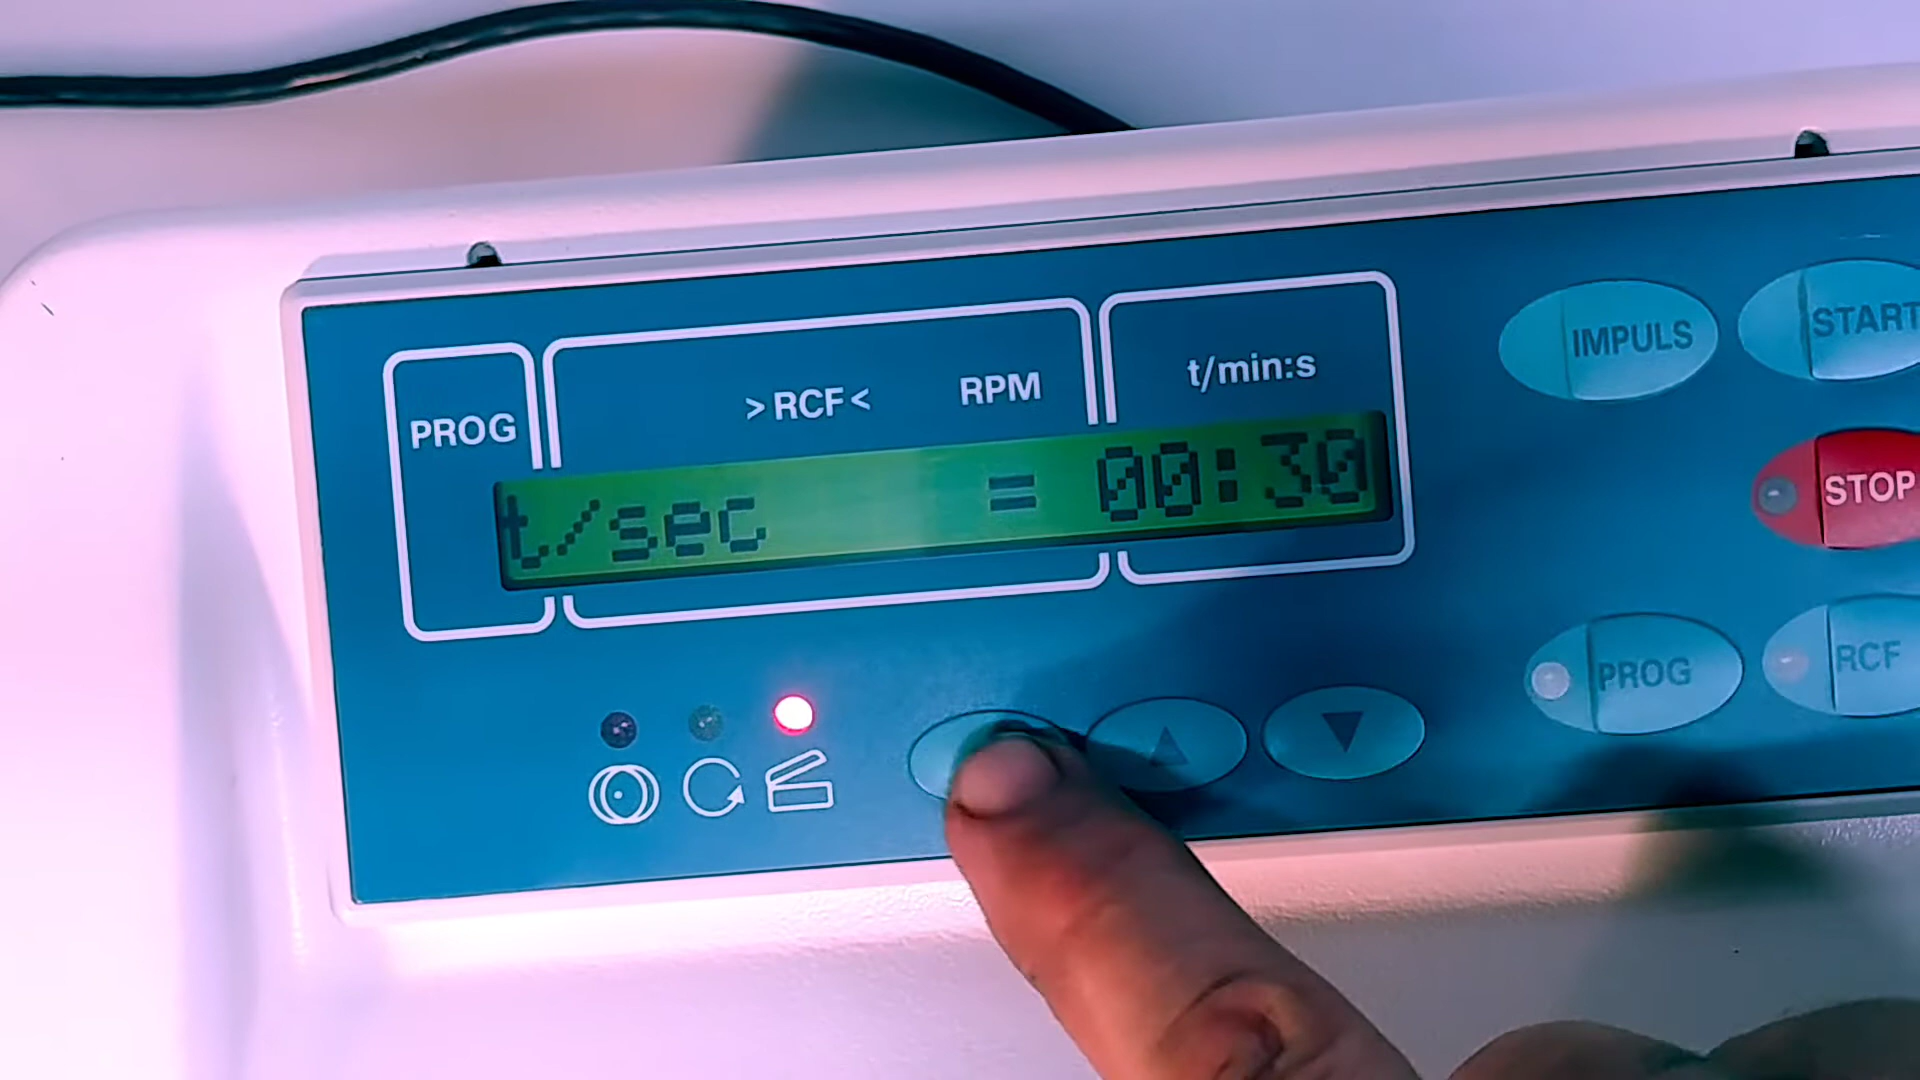 IMPULS
START
>RCF<
RPM
t/min:s
PROG
t/sec = 00:30
STOP
PROG
RCF